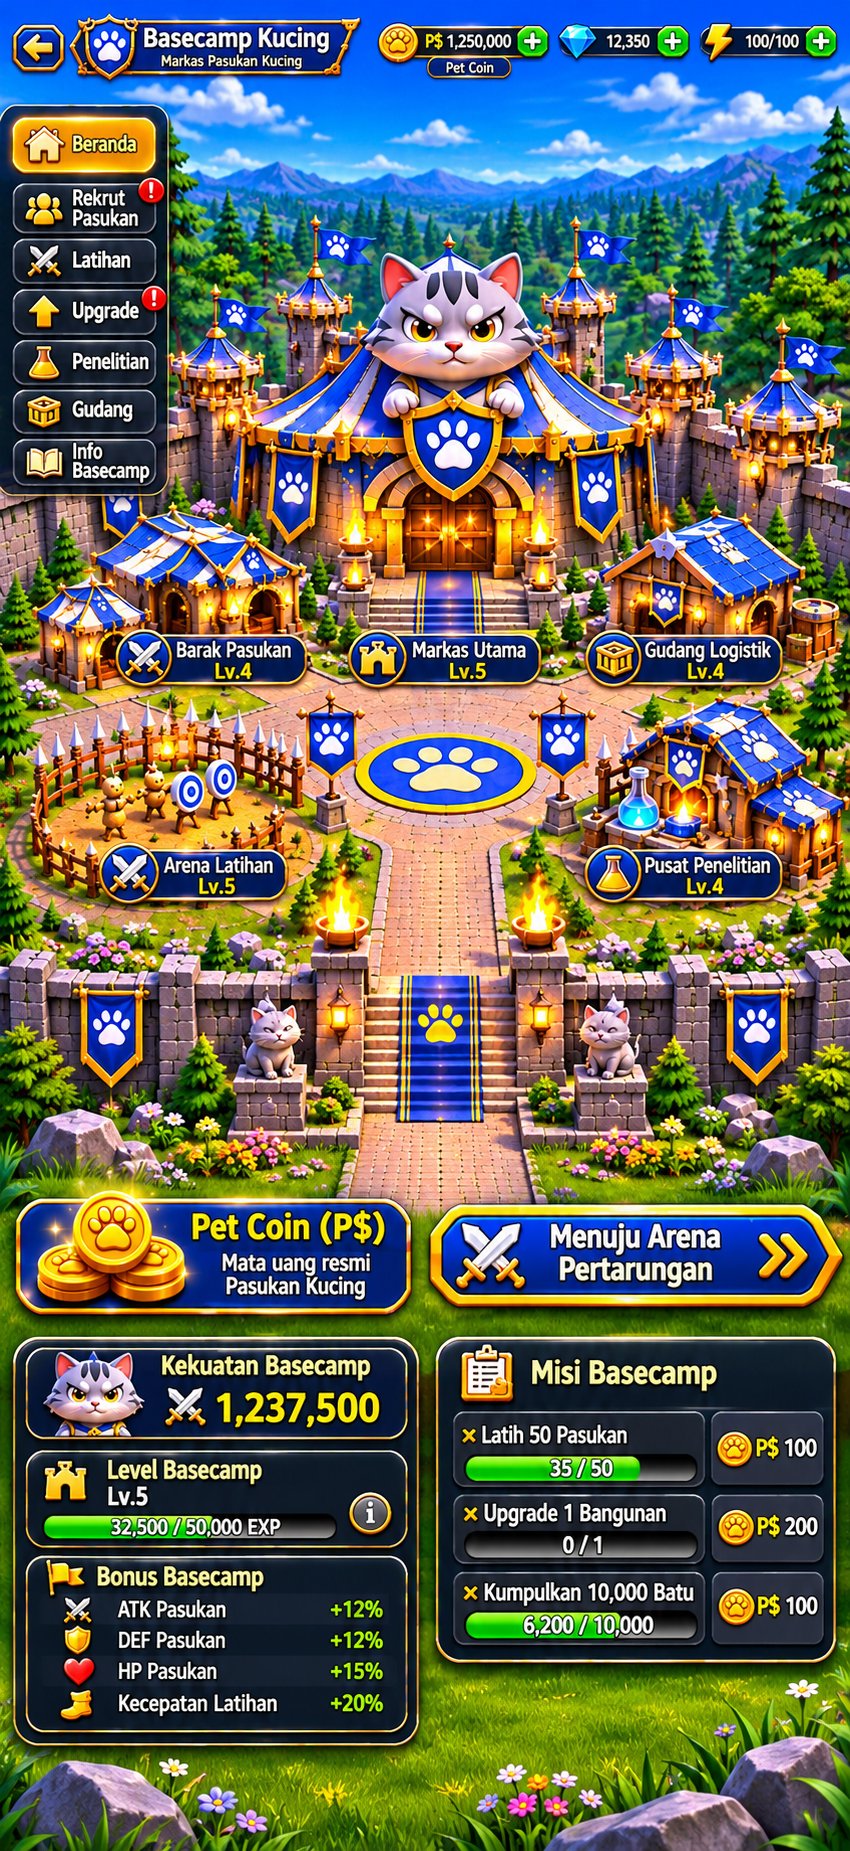 Basecamp Kucing
Markas Pasukan Kucing
P$ 1,250,000
Pet Coin
12,350
100/100
Beranda
Rekrut
Pasukan
!
Latihan
Upgrade
!
Penelitian
Gudang
Info
Basecamp
Barak Pasukan
Lv.4
Markas Utama
Lv.5
Gudang Logistik
Lv.4
Arena Latihan
Lv.5
Pusat Penelitian
Lv.4
Pet Coin (P$)
Mata uang resmi
Pasukan Kucing
Menuju Arena
Pertarungan
Kekuatan Basecamp
1,237,500
Level Basecamp
Lv.5
32,500 / 50,000 EXP
i
Bonus Basecamp
ATK Pasukan +12%
DEF Pasukan +12%
HP Pasukan +15%
Kecepatan Latihan +20%
Misi Basecamp
Latih 50 Pasukan
35 / 50
P$ 100
Upgrade 1 Bangunan
0 / 1
P$ 200
Kumpulkan 10,000 Batu
6,200 / 10,000
P$ 100